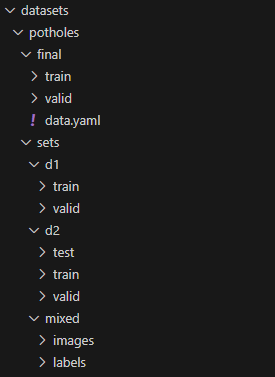 datasets
potholes
final
train
valid
! data.yaml
sets
d1
train
valid
d2
test
train
valid
mixed
images
labels